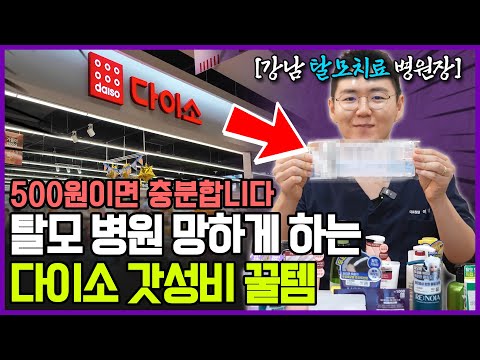 [강남 탈모치료 병원장]
daiso 다이소
500원이면 충분합니다
탈모 병원 망하게 하는
다이소 갓성비 꿀템